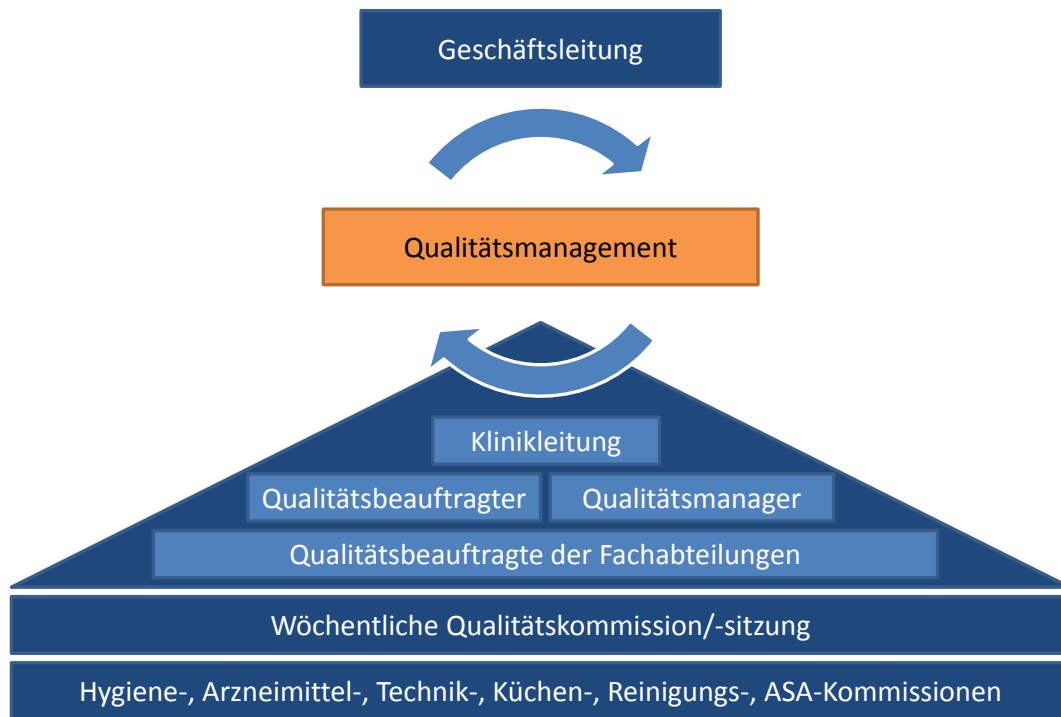 Geschäftsleitung
Qualitätsmanagement
Klinikleitung
Qualitätsbeauftragter
Qualitätsmanager
Qualitätsbeauftragte der Fachabteilungen
Wöchentliche Qualitätskommission/-sitzung
Hygiene-, Arzneimittel-, Technik-, Küchen-, Reinigungs-, ASA-Kommissionen